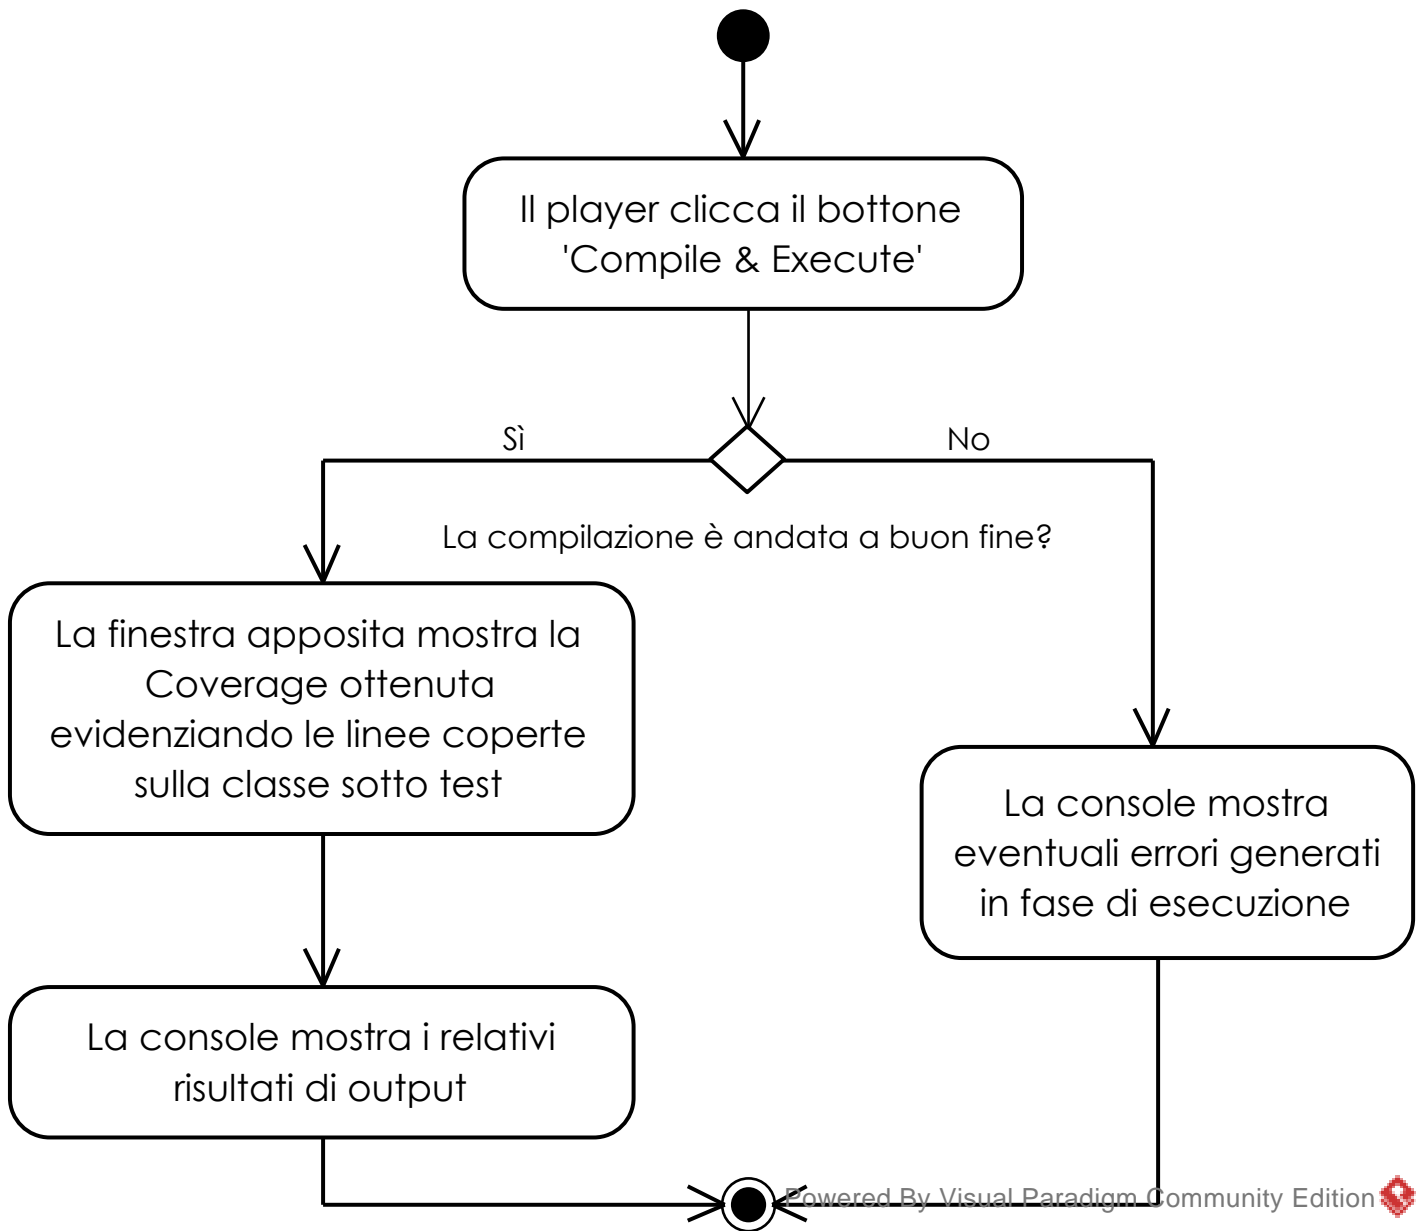 Il player clicca il bottone
'Compile & Execute'
Sì
No
La compilazione è andata a buon fine?
La finestra apposita mostra la
Coverage ottenuta
evidenziando le linee coperte
sulla classe sotto test
La console mostra
eventuali errori generati
in fase di esecuzione
La console mostra i relativi
risultati di output
Powered By Visual Paradigm Community Edition